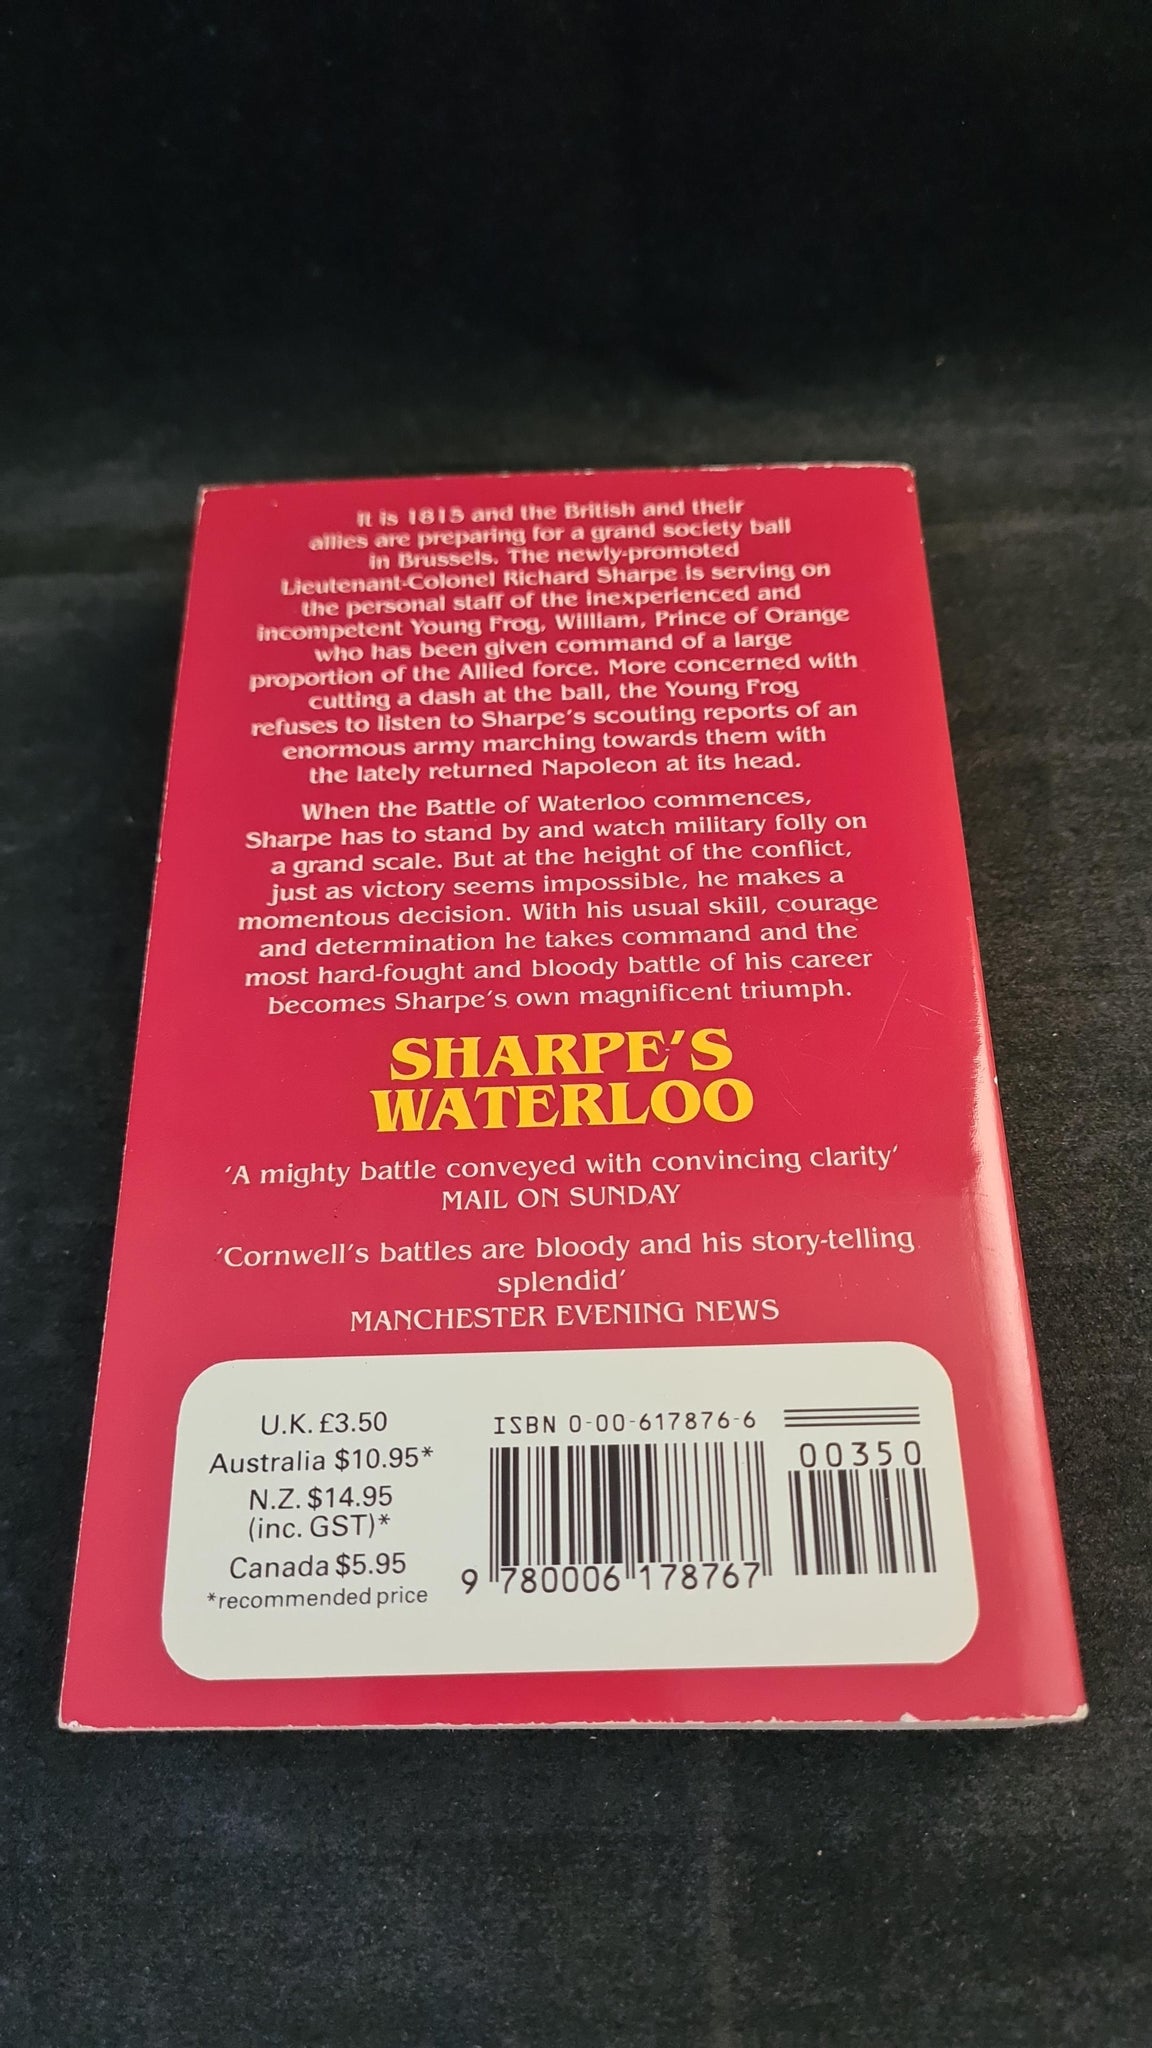 It is 1815 and the British and their
allies are preparing for a grand society ball
in Brussels. The newly-promoted
Lieutenant-Colonel Richard Sharpe is serving on
the personal staff of the inexperienced and
incompetent Young Frog, William, Prince of Orange
who has been given command of a large
proportion of the Allied force. More concerned with
cutting a dash at the ball, the Young Frog
refuses to listen to Sharpe's scouting reports of an
enormous army marching towards them with
the lately returned Napoleon at its head.
When the Battle of Waterloo commences,
Sharpe has to stand by and watch military folly on
a grand scale. But at the height of the conflict,
just as victory seems impossible, he makes a
momentous decision. With his usual skill, courage
and determination he takes command and the
most hard-fought and bloody battle of his career
becomes Sharpe's own magnificent triumph.
SHARPE'S
WATERLOO
'A mighty battle conveyed with convincing clarity'
MAIL ON SUNDAY
'Cornwell's battles are bloody and his story-telling
splendid'
MANCHESTER EVENING NEWS
U.K. £3.50
Australia $10.95*
N.Z. $14.95
(inc. GST)*
Canada $5.95
*recommended price
ISBN 0-00-617876-6
00350
9 780006 178767